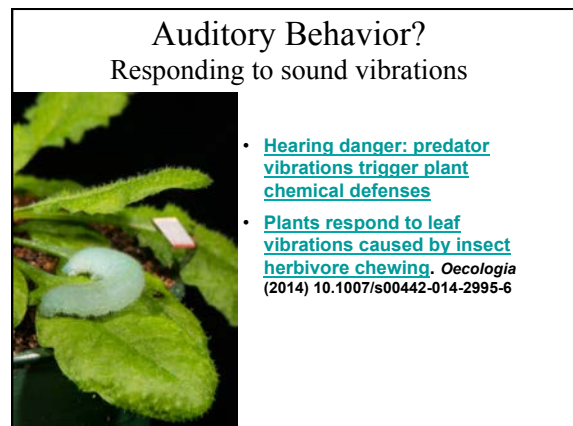 Auditory Behavior?
Responding to sound vibrations
• Hearing danger: predator
vibrations trigger plant
chemical defenses
• Plants respond to leaf
vibrations caused by insect
herbivore chewing. Oecologia
(2014) 10.1007/s00442-014-2995-6